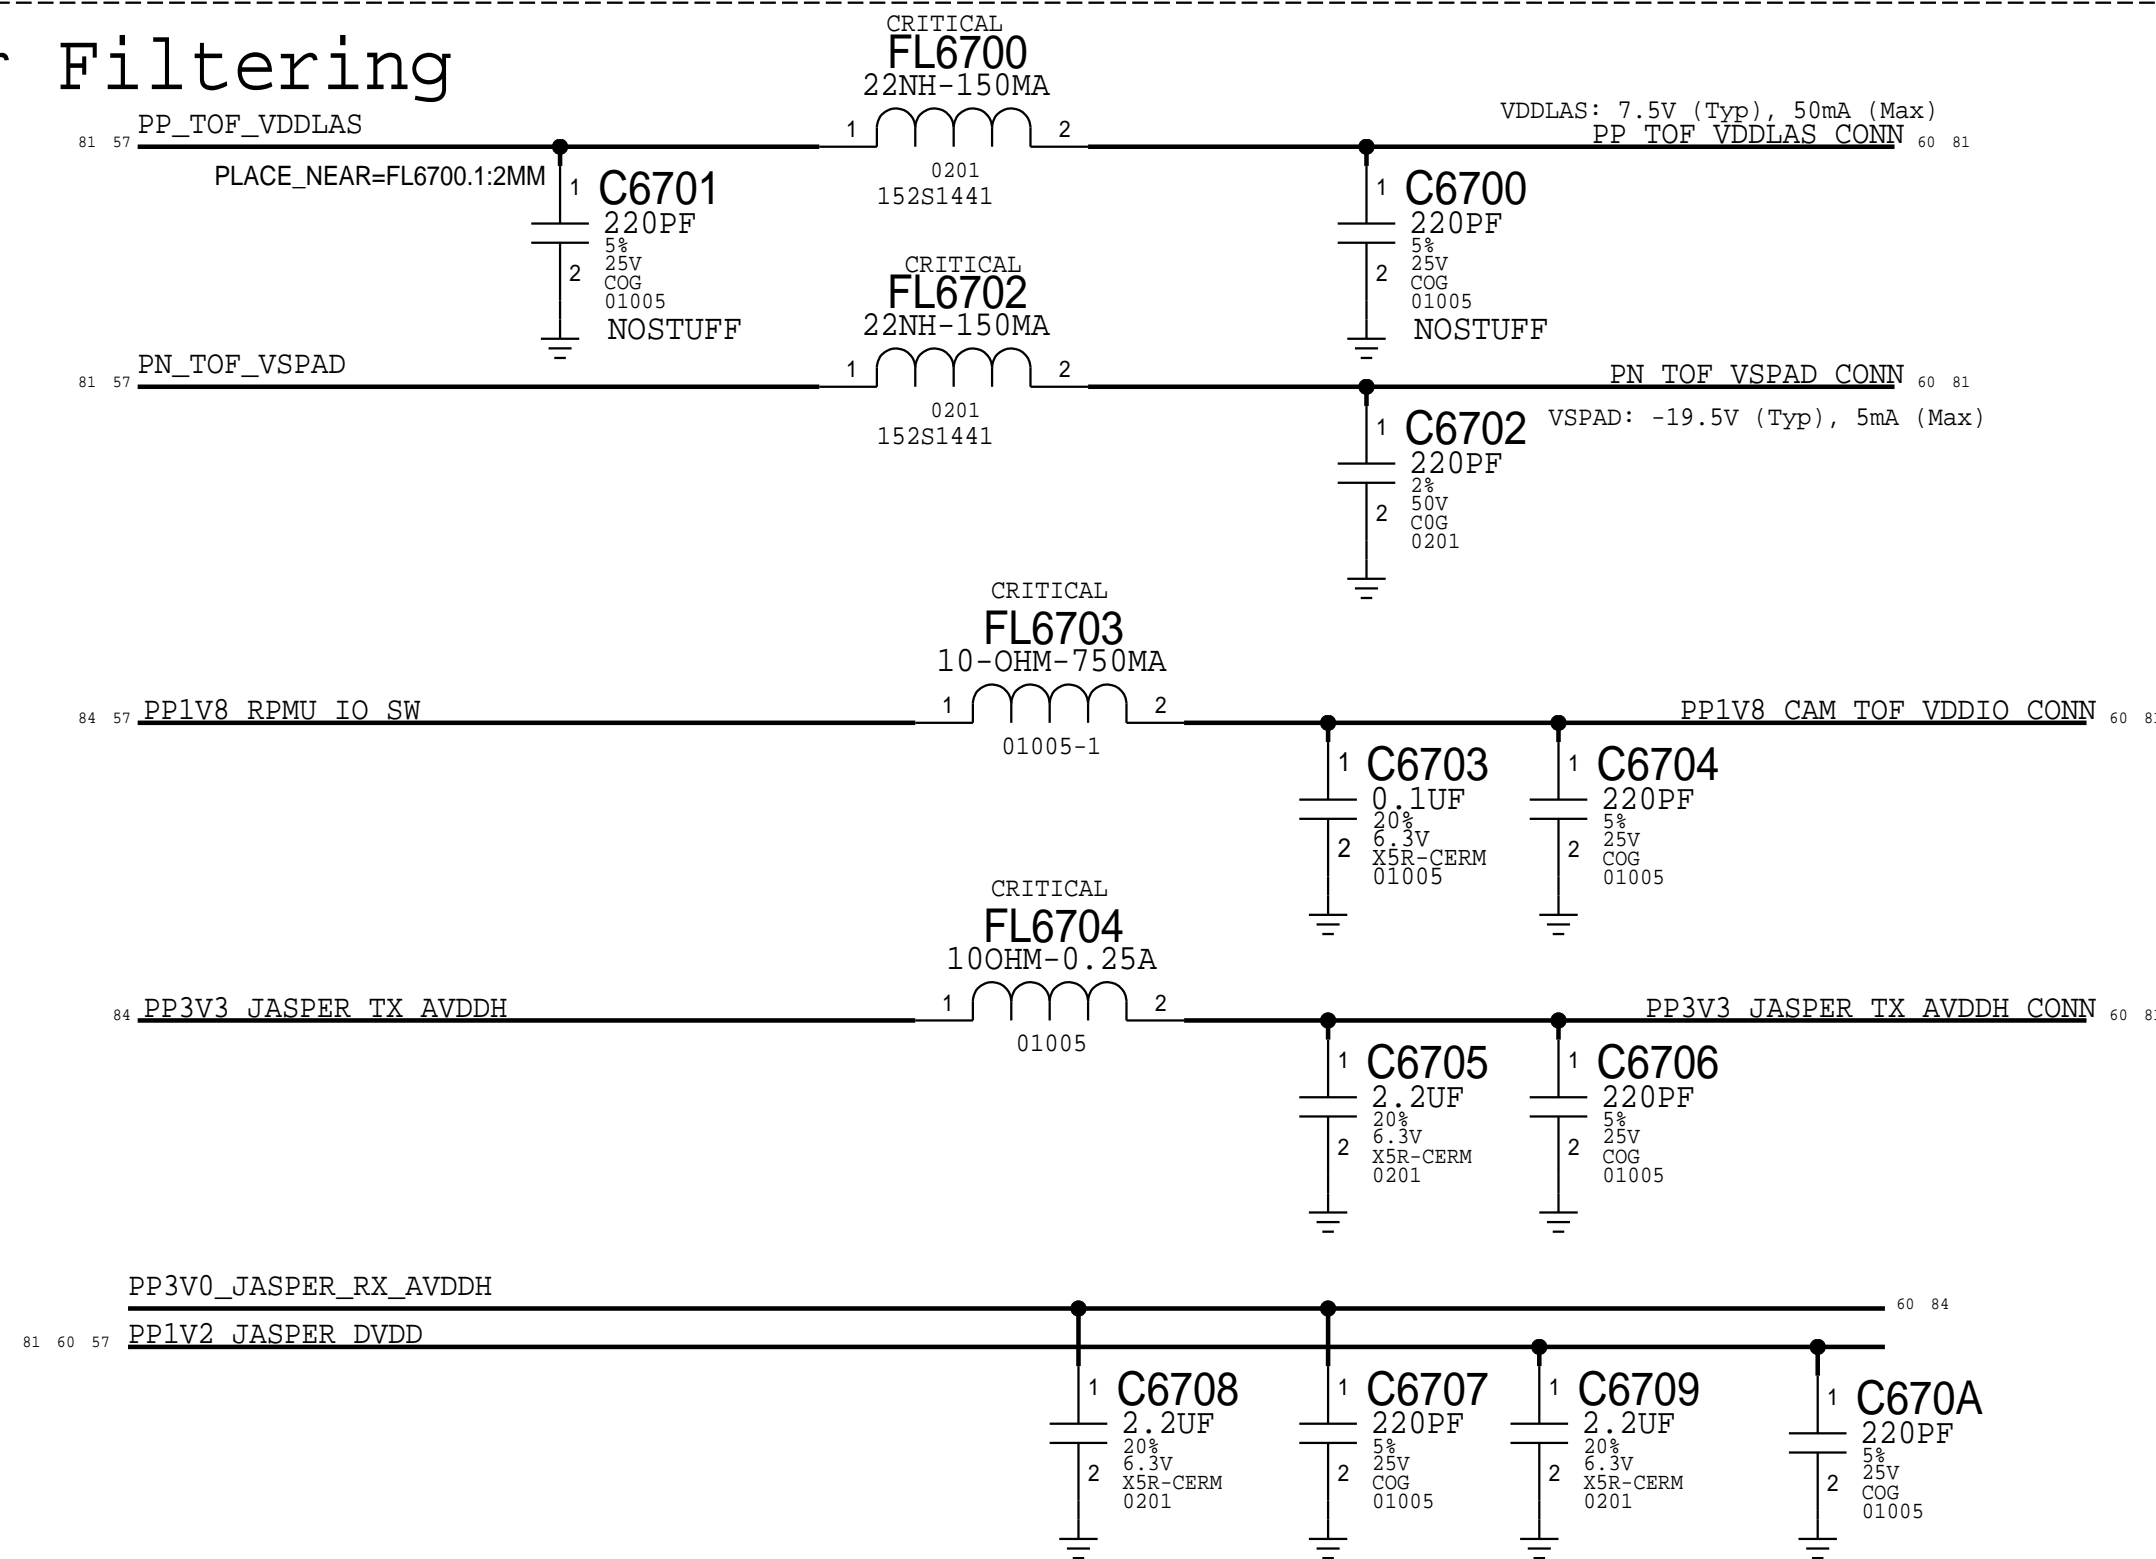 r Filtering
CRITICAL
FL6700
22NH-150MA
1
2
0201
152S1441
81 57
PP_TOF_VDDLAS
PLACE_NEAR=FL6700.1:2MM
1
C6701
220PF
5%
25V
2
COG
01005
NOSTUFF
VDDLAS: 7.5V (Typ), 50mA (Max)
PP_TOF_VDDLAS_CONN
60 81
1
C6700
220PF
5%
25V
2
COG
01005
NOSTUFF
CRITICAL
FL6702
22NH-150MA
1
2
0201
152S1441
81 57
PN_TOF_VSPAD
PN_TOF_VSPAD_CONN
60 81
VSPAD: -19.5V (Typ), 5mA (Max)
1
C6702
220PF
2%
50V
2
C0G
0201
CRITICAL
FL6703
10-OHM-750MA
1
2
01005-1
84 57
PP1V8_RPMU_IO_SW
PP1V8_CAM_TOF_VDDIO_CONN
60
1
C6703
0.1UF
20%
6.3V
2
X5R-CERM
01005
1
C6704
220PF
5%
25V
2
COG
01005
CRITICAL
FL6704
10OHM-0.25A
1
2
01005
84
PP3V3_JASPER_TX_AVDDH
PP3V3_JASPER_TX_AVDDH_CONN
60
1
C6705
2.2UF
20%
6.3V
2
X5R-CERM
0201
1
C6706
220PF
5%
25V
2
COG
01005
PP3V0_JASPER_RX_AVDDH
60 84
81 60 57
PP1V2_JASPER_DVDD
1
C6708
2.2UF
20%
6.3V
2
X5R-CERM
0201
1
C6707
220PF
5%
25V
2
COG
01005
1
C6709
2.2UF
20%
6.3V
2
X5R-CERM
0201
1
C670A
220PF
5%
25V
2
COG
01005